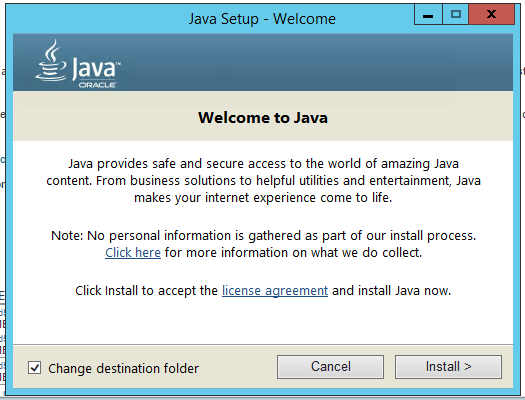 Java Setup - Welcome
Java™
ORACLE
Welcome to Java
Java provides safe and secure access to the world of amazing Java
content. From business solutions to helpful utilities and entertainment, Java
makes your internet experience come to life.
Note: No personal information is gathered as part of our install process.
Click here for more information on what we do collect.
Click Install to accept the license agreement and install Java now.
Change destination folder
Cancel
Install >